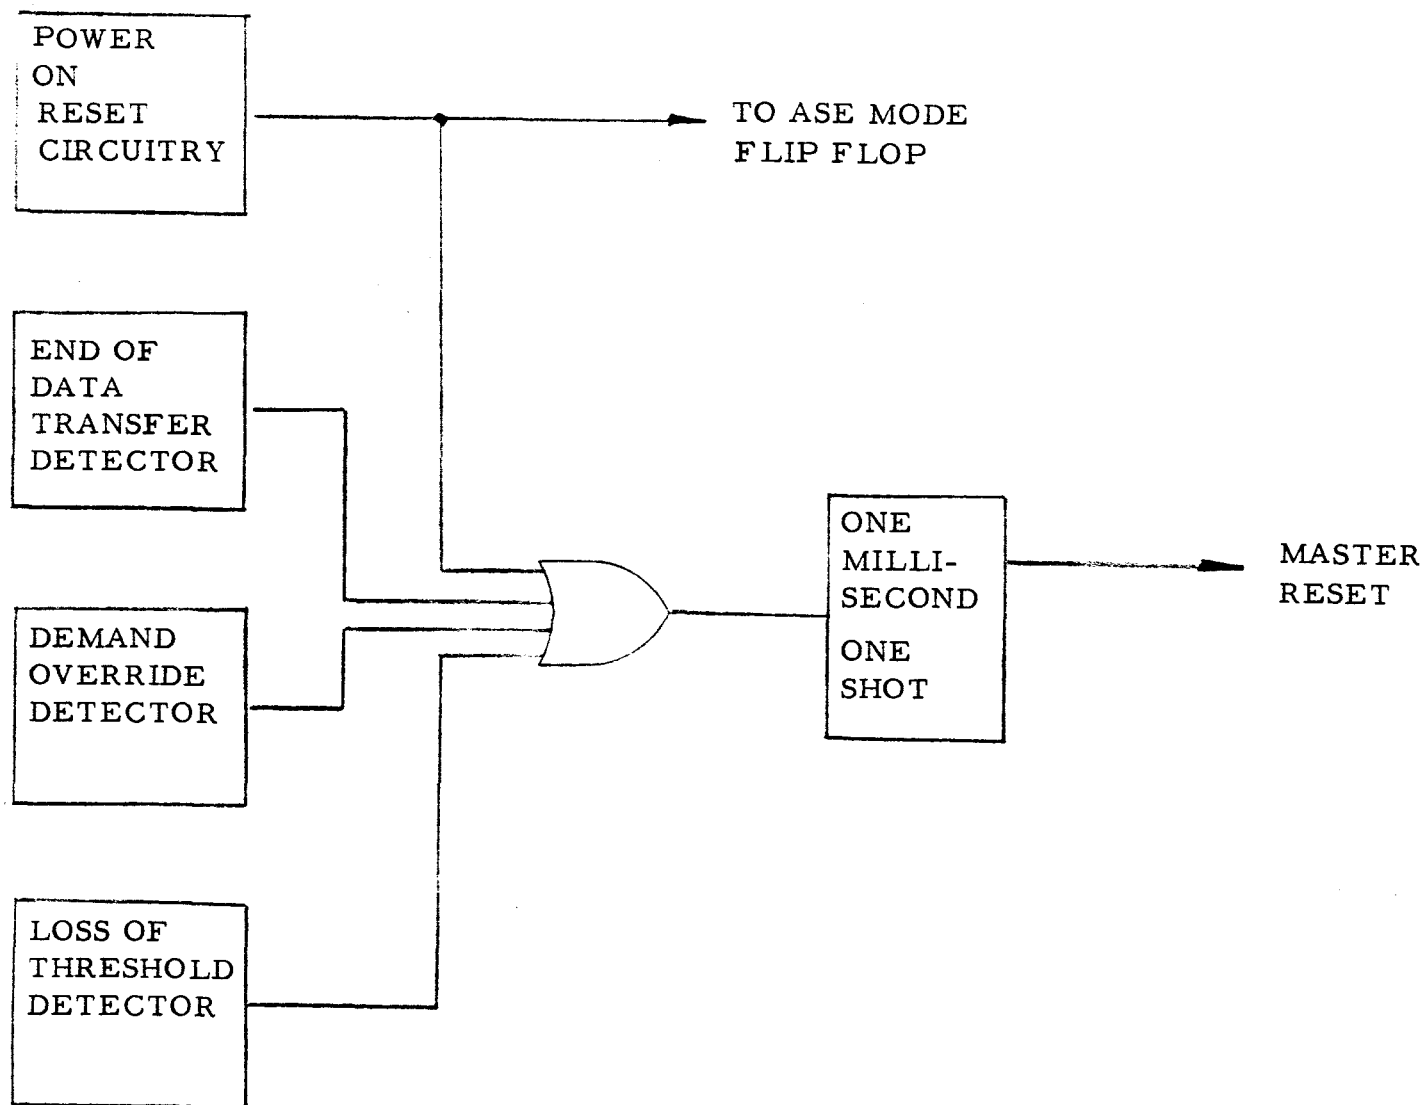 POWER
ON
RESET
CIRCUITRY
TO ASE MODE
FLIP FLOP
END OF
DATA
TRANSFER
DETECTOR
ONE
MILLI-
SECOND
ONE
SHOT
MASTER
RESET
DEMAND
OVERRIDE
DETECTOR
LOSS OF
THRESHOLD
DETECTOR